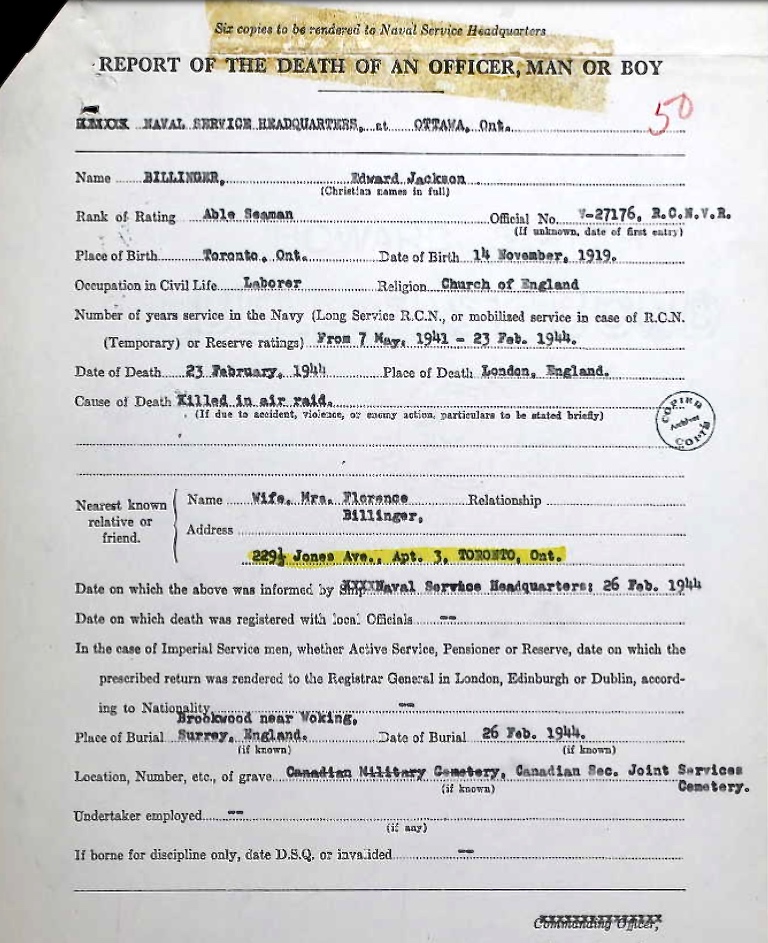 Six copies to be rendered to Naval Service Headquarters
REPORT OF THE DEATH OF AN OFFICER, MAN OR BOY
50
NAVAL SERVICE HEADQUARTERS, at OTTAWA, Ont.
Name BILLINGER, Edward Jackson
(Christian names in full)
Rank of Rating Able Seaman Official No. V-27176, R.C.N.V.R.
(If unknown, date of first entry)
Place of Birth Toronto, Ont. Date of Birth 14 November, 1919.
Occupation in Civil Life Laborer Religion Church of England
Number of years service in the Navy (Long Service R.C.N., or mobilized service in case of R.C.N.
(Temporary) or Reserve ratings) From 7 May, 1941 - 23 Feb. 1944.
Date of Death 23 February, 1944 Place of Death London, England.
Cause of Death Killed in air raid.
(If due to accident, violence, or enemy action, particulars to be stated briefly)
COPIED
Archives
Nearest known relative or friend.
Name Wife, Mrs. Florence Relationship
Billinger,
Address
229½ Jones Ave., Apt. 3, TORONTO, Ont.
Date on which the above was informed by Naval Service Headquarters; 26 Feb. 1944
Date on which death was registered with local Officials --
In the case of Imperial Service men, whether Active Service, Pensioner or Reserve, date on which the
prescribed return was rendered to the Registrar General in London, Edinburgh or Dublin, accord-
ing to Nationality --
Brookwood near Woking,
Place of Burial Surrey, England. Date of Burial 26 Feb. 1944.
(if known) (if known)
Location, Number, etc., of grave Canadian Military Cemetery, Canadian Sec. Joint Services
(if known) Cemetery.
Undertaker employed --
(if any)
If borne for discipline only, date D.S.Q. or invalided --
Commanding Officer,